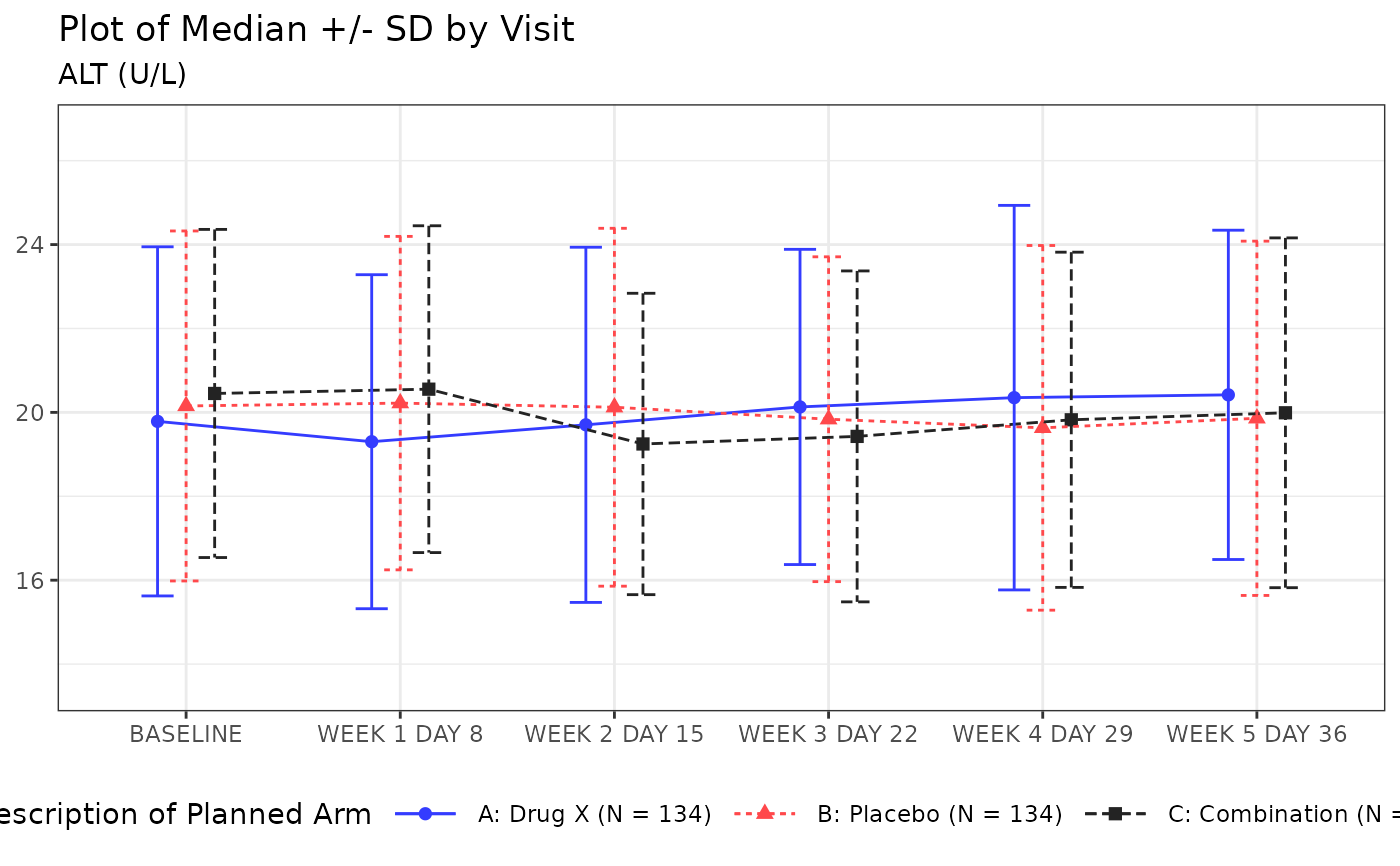 Plot of Median +/- SD by Visit
ALT (U/L)
24
20
16
BASELINE WEEK 1 DAY 8 WEEK 2 DAY 15 WEEK 3 DAY 22 WEEK 4 DAY 29 WEEK 5 DAY 36
escription of Planned Arm A: Drug X (N = 134) B: Placebo (N = 134) C: Combination (N =